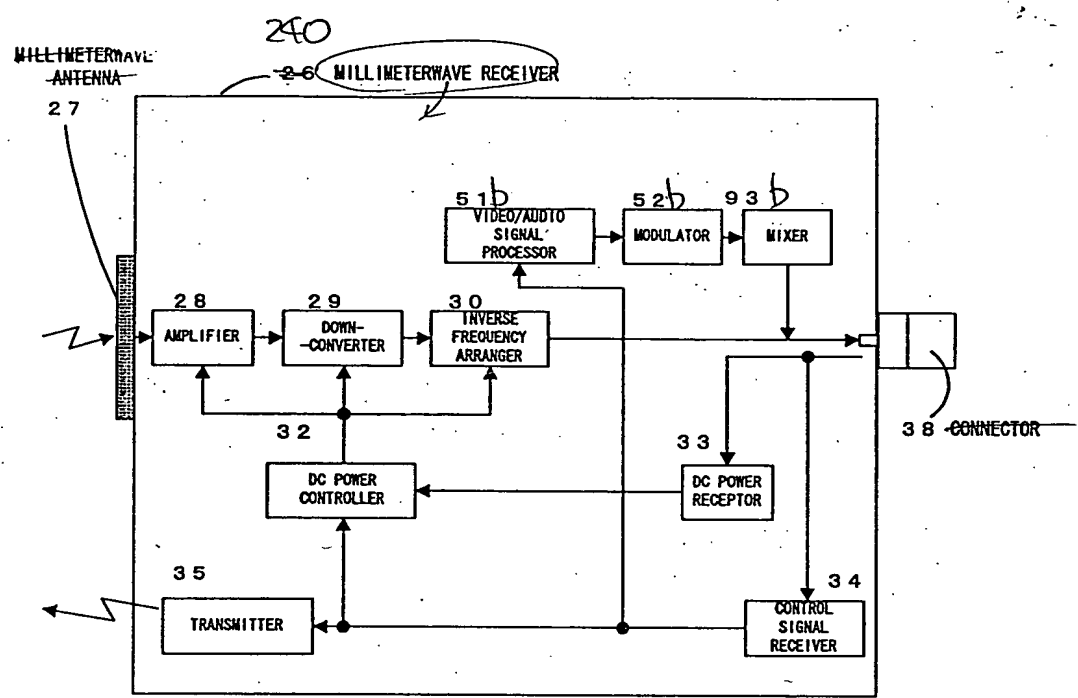 240
MILLIMETERWAVE
ANTENNA
27
26 MILLIMETERWAVE RECEIVER
51b
VIDEO/AUDIO
SIGNAL
PROCESSOR
52b
MODULATOR
93b
MIXER
28
AMPLIFIER
29
DOWN-
-CONVERTER
30
INVERSE
FREQUENCY
ARRANGER
38 CONNECTOR
32
DC POWER
CONTROLLER
33
DC POWER
RECEPTOR
35
TRANSMITTER
34
CONTROL
SIGNAL
RECEIVER